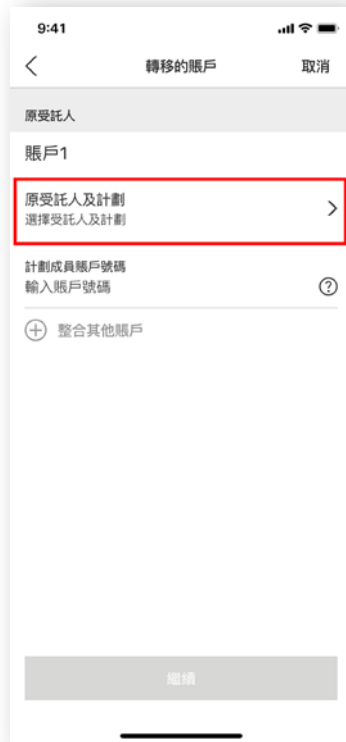 9:41
轉移的賬戶 取消
原受託人
賬戶1
原受託人及計劃
選擇受託人及計劃
計劃成員賬戶號碼
輸入賬戶號碼
整合其他賬戶
繼續